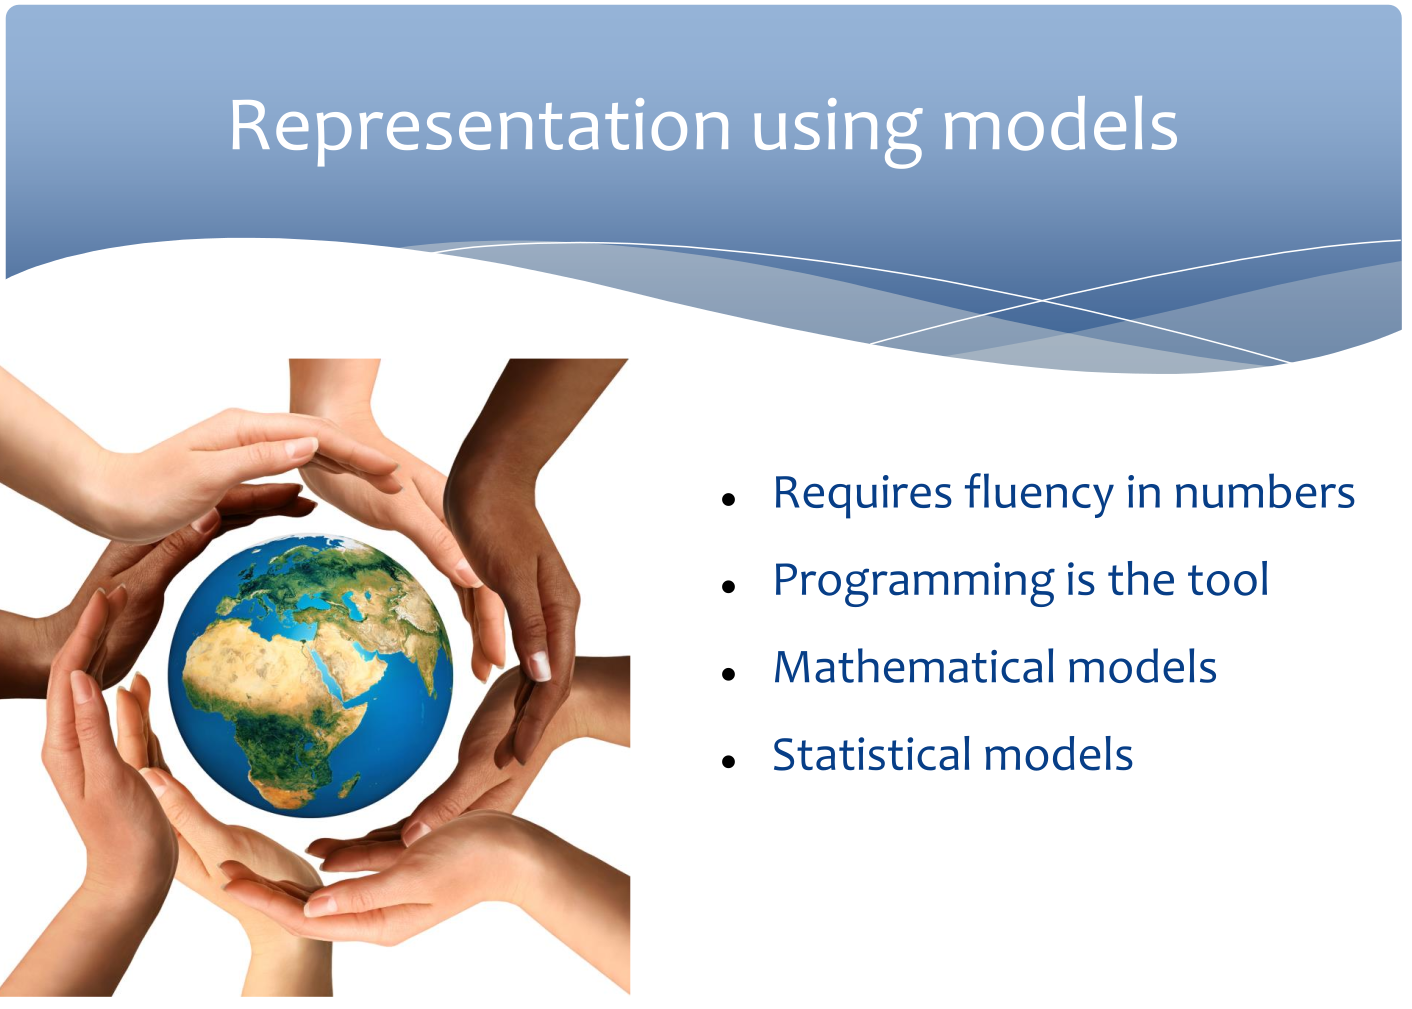 Representation using models
Requires fluency in numbers
Programming is the tool
Mathematical models
Statistical models